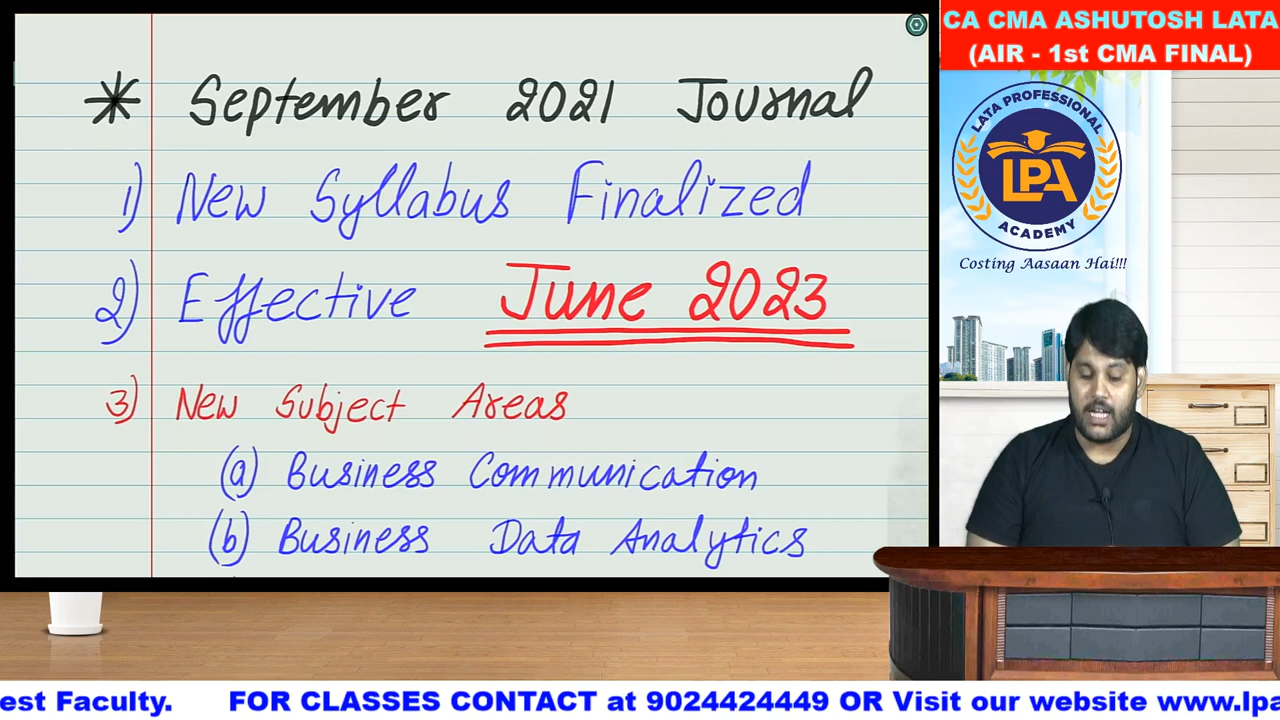 * September 2021 Journal
1) New Syllabus Finalized
2) Effective June 2023
3) New Subject Areas
(a) Business Communication
(b) Business Data Analytics
CA CMA ASHUTOSH LATA
(AIR - 1st CMA FINAL)
LATA PROFESSIONAL
LPA
ACADEMY
Costing Aasaan Hai!!!
est Faculty. FOR CLASSES CONTACT at 9024424449 OR Visit our website www.lpa